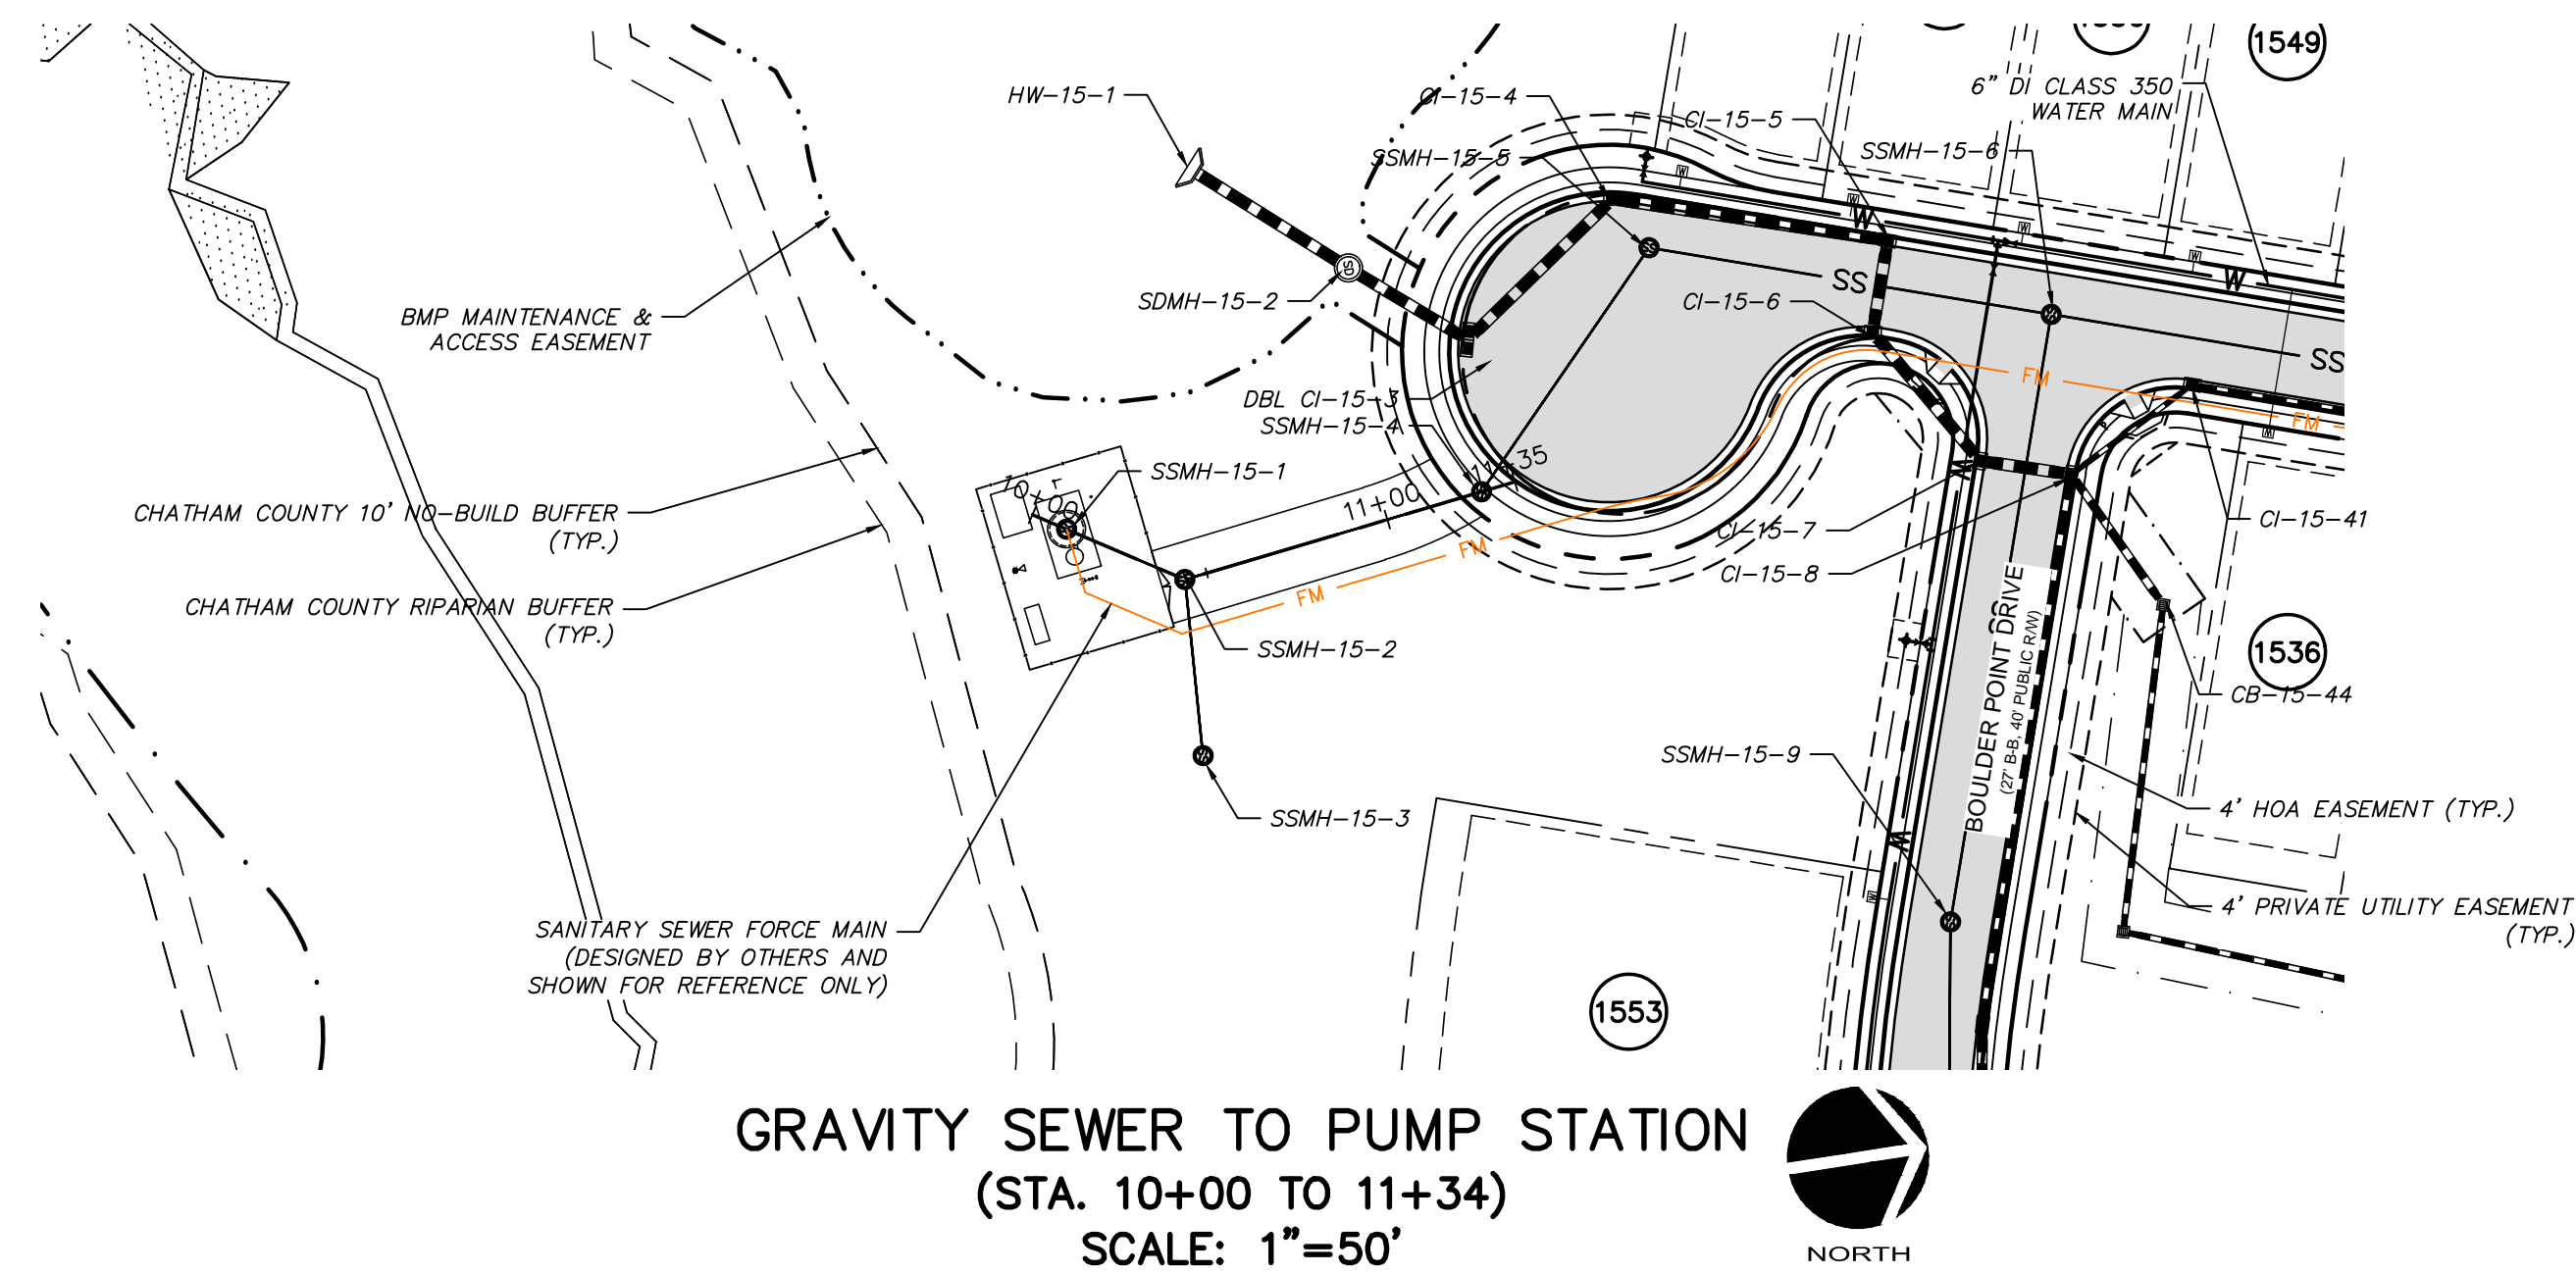 1549
6" DI CLASS 350
WATER MAIN
HW-15-1
CI-15-4
CI-15-5
SSMH-15-5
SSMH-15-6
W
W
W
W
W
W
SDMH-15-2
SD
CI-15-6
SS
SS
BMP MAINTENANCE &
ACCESS EASEMENT
FM
FM
DBL CI-15-3
SSMH-15-4
W
SSMH-15-1
10+00
11+00
11+35
W
CHATHAM COUNTY 10' NO-BUILD BUFFER
(TYP.)
CI-15-7
CI-15-41
FM
FM
CI-15-8
CHATHAM COUNTY RIPARIAN BUFFER
(TYP.)
SSMH-15-2
1536
BOULDER POINT DRIVE
(27' B-B, 40' PUBLIC R/W)
CB-15-44
SSMH-15-9
SSMH-15-3
4' HOA EASEMENT (TYP.)
W
W
4' PRIVATE UTILITY EASEMENT
(TYP.)
SANITARY SEWER FORCE MAIN
(DESIGNED BY OTHERS AND
SHOWN FOR REFERENCE ONLY)
1553
GRAVITY SEWER TO PUMP STATION
(STA. 10+00 TO 11+34)
SCALE: 1"=50'
NORTH